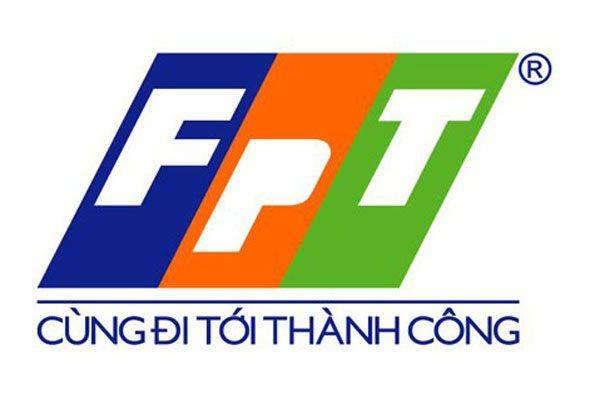 FPT®
CÙNG ĐI TỚI THÀNH CÔNG